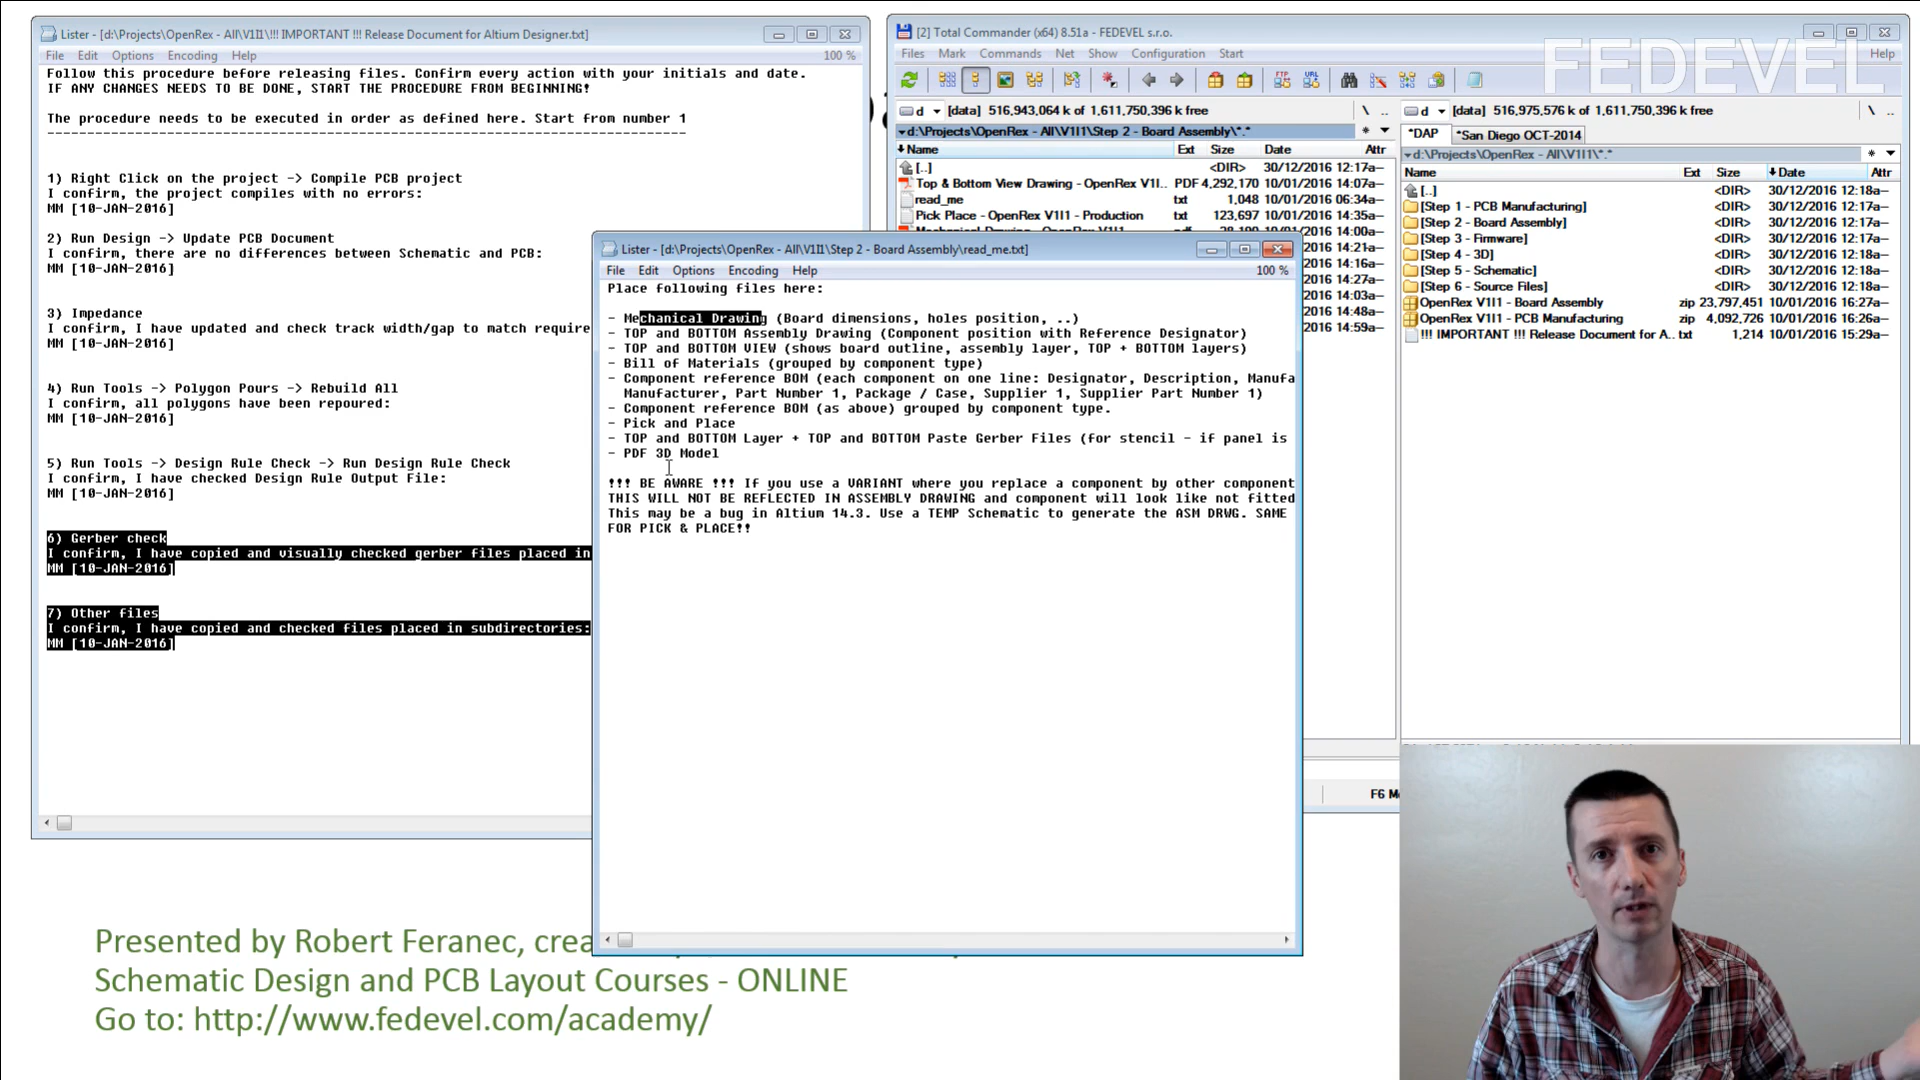 Lister - [d:\Projects\OpenRex - All\V1I1\!!! IMPORTANT !!! Release Document for Altium Designer.txt]
File Edit Options Encoding Help 100 %
Follow this procedure before releasing files. Confirm every action with your initials and date.
IF ANY CHANGES NEEDS TO BE DONE, START THE PROCEDURE FROM BEGINNING!
The procedure needs to be executed in order as defined here. Start from number 1
--------------------------------------------------------------------------------
1) Right Click on the project -> Compile PCB project
I confirm, the project compiles with no errors:
MM [10-JAN-2016]
2) Run Design -> Update PCB Document
I confirm, there are no differences between Schematic and PCB:
MM [10-JAN-2016]
3) Impedance
I confirm, I have updated and check track width/gap to match require
MM [10-JAN-2016]
4) Run Tools -> Polygon Pours -> Rebuild All
I confirm, all polygons have been repoured:
MM [10-JAN-2016]
5) Run Tools -> Design Rule Check -> Run Design Rule Check
I confirm, I have checked Design Rule Output File:
MM [10-JAN-2016]
6) Gerber check
I confirm, I have copied and visually checked gerber files placed in
MM [10-JAN-2016]
7) Other files
I confirm, I have copied and checked files placed in subdirectories:
MM [10-JAN-2016]
[2] Total Commander (x64) 8.51a - FEDEVEL s.r.o.
Files Mark Commands Net Show Configuration Start Help
FEDEVEL
d [data] 516,943,064 k of 1,611,750,396 k free \ ..
d:\Projects\OpenRex - All\V1I1\Step 2 - Board Assembly\*.* *
Name Ext Size Date Attr
[..] <DIR> 30/12/2016 12:17 a--
Top & Bottom View Drawing - OpenRex V1I.. PDF 4,292,170 10/01/2016 14:07 a--
read_me txt 1,048 10/01/2016 06:34 a--
Pick Place - OpenRex V1I1 - Production txt 123,697 10/01/2016 14:35 a--
14:00 a--
14:21 a--
14:16 a--
14:27 a--
14:03 a--
14:48 a--
14:59 a--
d [data] 516,975,576 k of 1,611,750,396 k free \ ..
*DAP *San Diego OCT-2014
d:\Projects\OpenRex - All\V1I1\*.* *
Name Ext Size Date Attr
[..] <DIR> 30/12/2016 12:18 a--
[Step 1 - PCB Manufacturing] <DIR> 30/12/2016 12:17 a--
[Step 2 - Board Assembly] <DIR> 30/12/2016 12:17 a--
[Step 3 - Firmware] <DIR> 30/12/2016 12:17 a--
[Step 4 - 3D] <DIR> 30/12/2016 12:18 a--
[Step 5 - Schematic] <DIR> 30/12/2016 12:18 a--
[Step 6 - Source Files] <DIR> 30/12/2016 12:18 a--
OpenRex V1I1 - Board Assembly zip 23,797,451 10/01/2016 16:27 a--
OpenRex V1I1 - PCB Manufacturing zip 4,092,726 10/01/2016 16:26 a--
!!! IMPORTANT !!! Release Document for A.. txt 1,214 10/01/2016 15:29 a--
F6 M
Lister - [d:\Projects\OpenRex - All\V1I1\Step 2 - Board Assembly\read_me.txt]
File Edit Options Encoding Help 100 %
Place following files here:
- Mechanical Drawing (Board dimensions, holes position, ..)
- TOP and BOTTOM Assembly Drawing (Component position with Reference Designator)
- TOP and BOTTOM VIEW (shows board outline, assembly layer, TOP + BOTTOM layers)
- Bill of Materials (grouped by component type)
- Component reference BOM (each component on one line: Designator, Description, Manufa
Manufacturer, Part Number 1, Package / Case, Supplier 1, Supplier Part Number 1)
- Component reference BOM (as above) grouped by component type.
- Pick and Place
- TOP and BOTTOM Layer + TOP and BOTTOM Paste Gerber Files (for stencil - if panel is
- PDF 3D Model
!!! BE AWARE !!! If you use a VARIANT where you replace a component by other component
THIS WILL NOT BE REFLECTED IN ASSEMBLY DRAWING and component will look like not fitted
This may be a bug in Altium 14.3. Use a TEMP Schematic to generate the ASM DRWG. SAME
FOR PICK & PLACE!!
Presented by Robert Feranec, crea
Schematic Design and PCB Layout Courses - ONLINE
Go to: http://www.fedevel.com/academy/